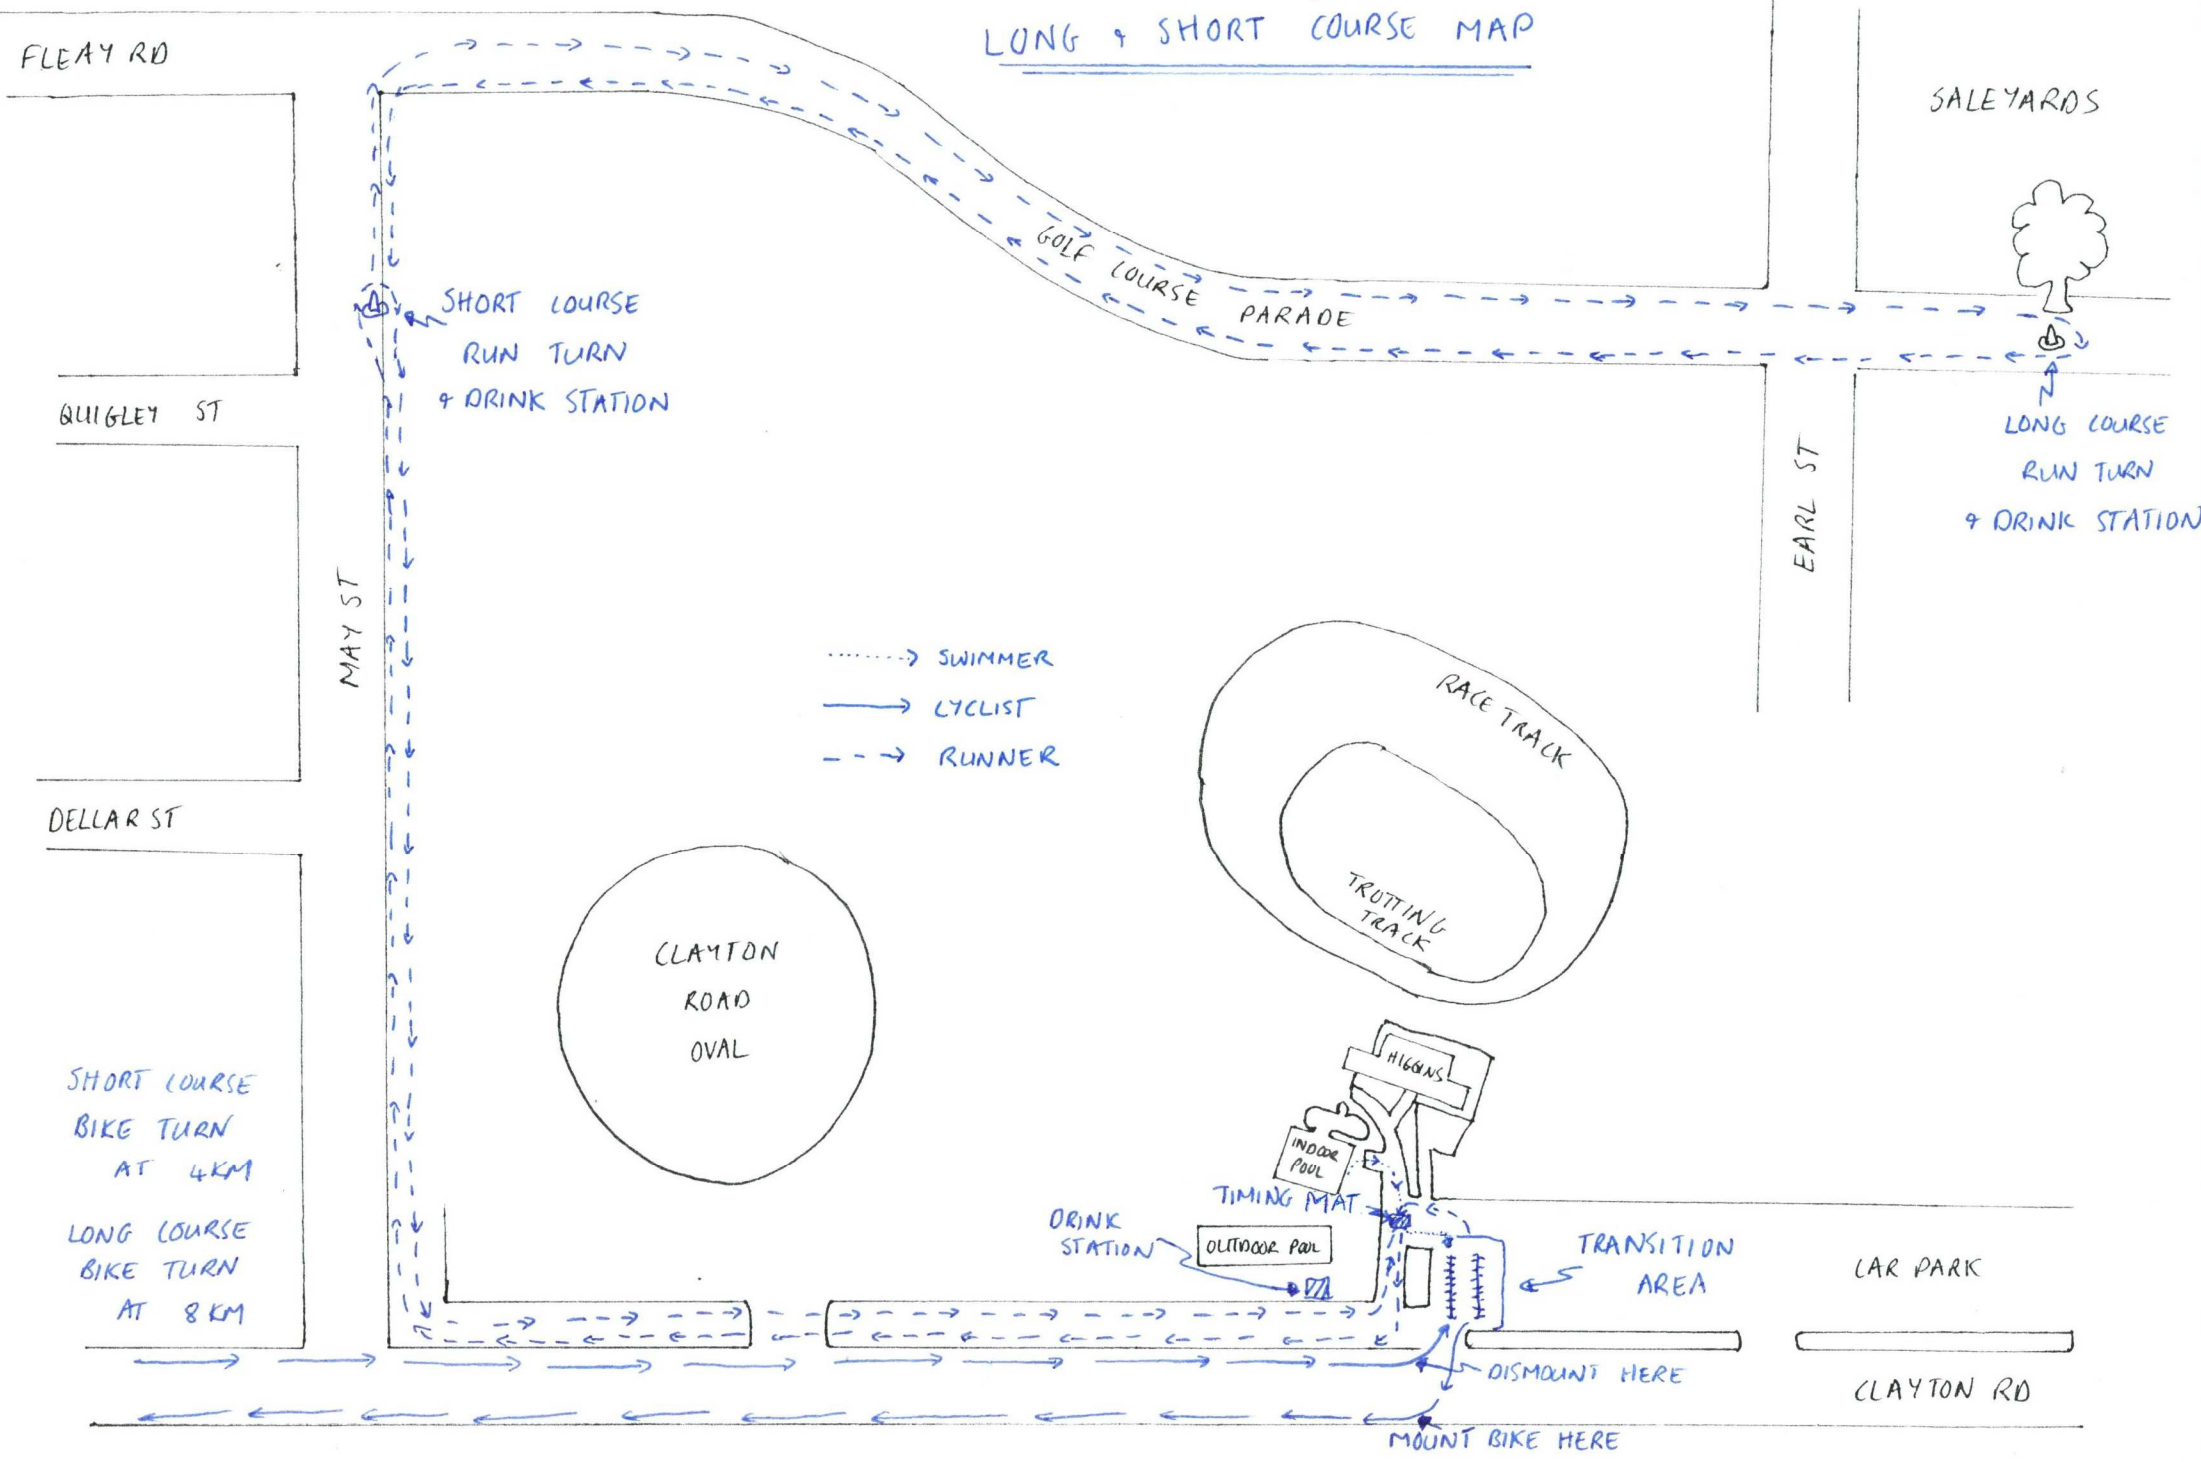 LONG & SHORT COURSE MAP
FLEAY RD
SALEYARDS
GOLF COURSE PARADE
SHORT COURSE
RUN TURN
& DRINK STATION
QUIGLEY ST
LONG COURSE
RUN TURN
& DRINK STATION
EARL ST
MAY ST
SWIMMER
CYCLIST
RUNNER
RACE TRACK
DELLAR ST
TROTTING
TRACK
CLAYTON
ROAD
OVAL
HIGGINS
SHORT COURSE
BIKE TURN
AT 4KM
INDOOR
POOL
TIMING MAT
DRINK
STATION
OUTDOOR POOL
LONG COURSE
BIKE TURN
AT 8KM
TRANSITION
AREA
CAR PARK
DISMOUNT HERE
CLAYTON RD
MOUNT BIKE HERE